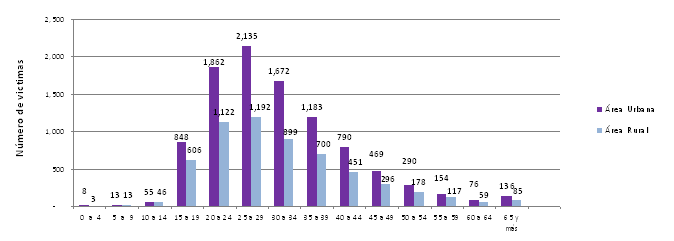 Número de víctimas
2,500
2,000
1,500
1,000
500
-
8 3 13 13 55 46 848 606 1,862 1,122 2,135 1,192 1,672 899 1,183 700 790 451 469 296 290 178 154 117 76 59 136 85
0 a 4 5 a 9 10 a 14 15 a 19 20 a 24 25 a 29 30 a 34 35 a 39 40 a 44 45 a 49 50 a 54 55 a 59 60 a 64 65 y
más
Área Urbana
Área Rural